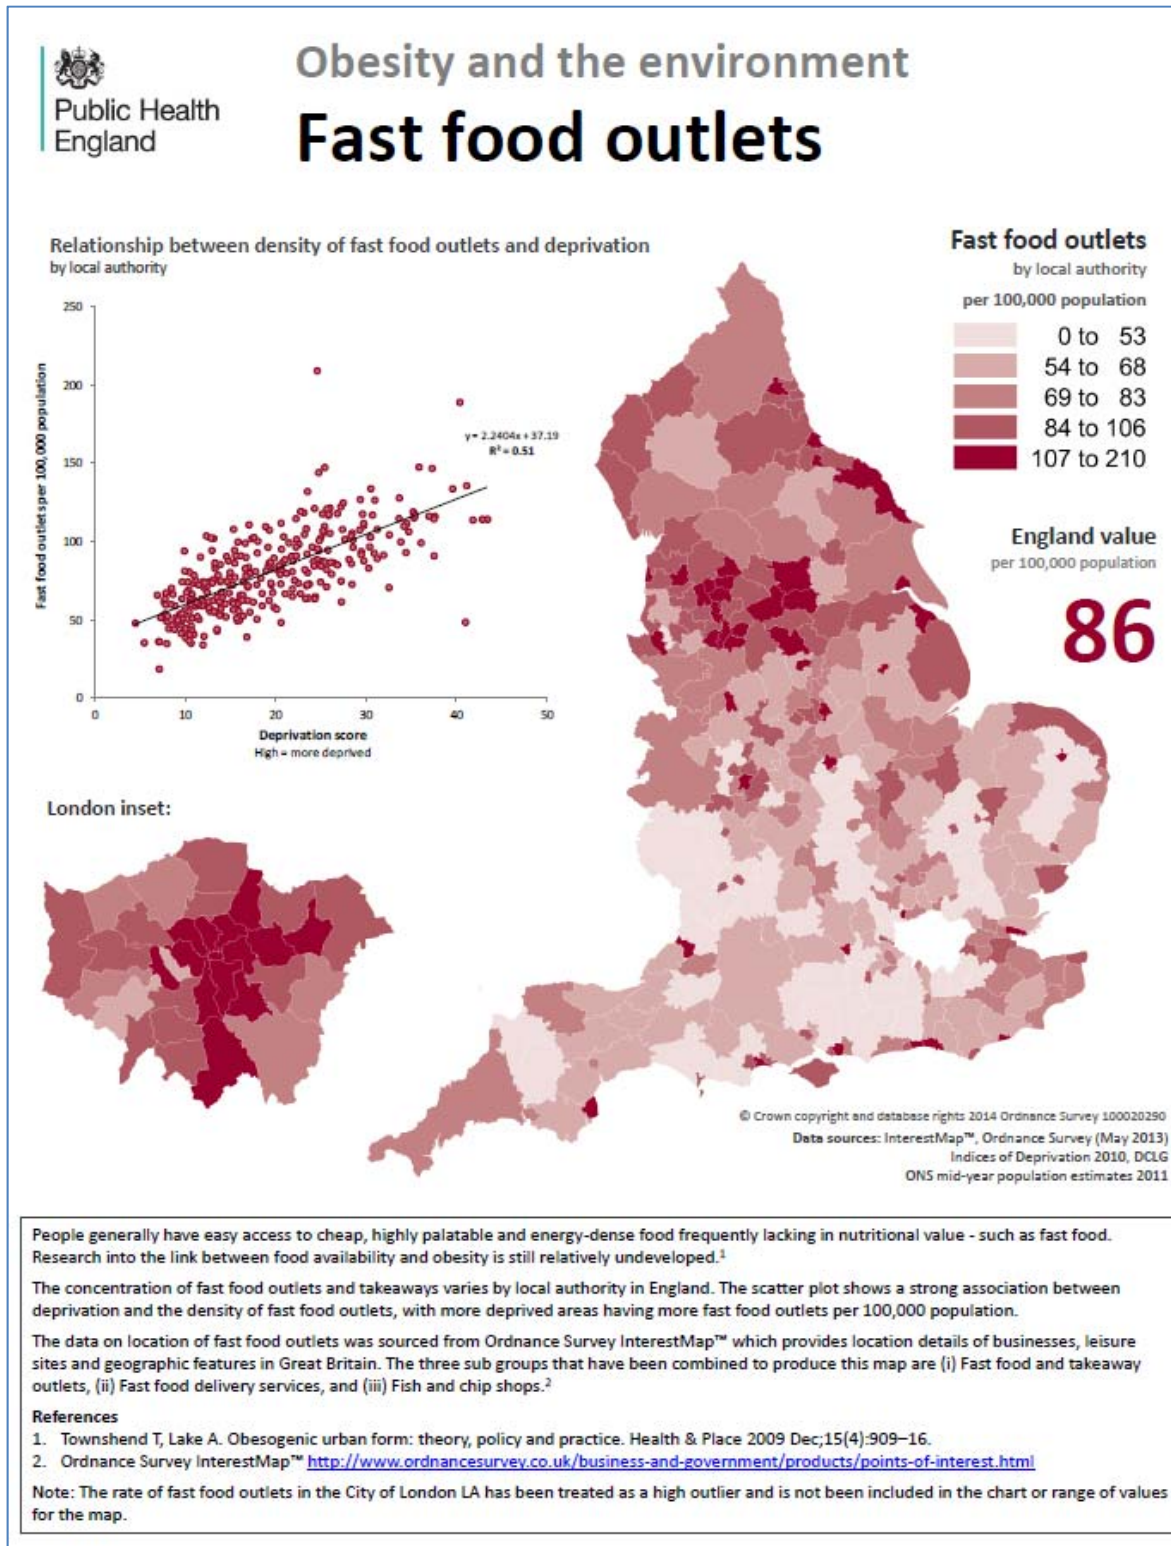 Public Health
England
Obesity and the environment
Fast food outlets
Relationship between density of fast food outlets and deprivation
by local authority
250
200
150
100
50
0
Fast food outlets per 100,000 population
y = 2.2404x + 37.19
R² = 0.51
0 10 20 30 40 50
Deprivation score
High = more deprived
Fast food outlets
by local authority
per 100,000 population
0 to 53
54 to 68
69 to 83
84 to 106
107 to 210
England value
per 100,000 population
86
London inset:
© Crown copyright and database rights 2014 Ordnance Survey 100020290
Data sources: InterestMap™, Ordnance Survey (May 2013)
Indices of Deprivation 2010, DCLG
ONS mid-year population estimates 2011
People generally have easy access to cheap, highly palatable and energy-dense food frequently lacking in nutritional value - such as fast food.
Research into the link between food availability and obesity is still relatively undeveloped.¹
The concentration of fast food outlets and takeaways varies by local authority in England. The scatter plot shows a strong association between
deprivation and the density of fast food outlets, with more deprived areas having more fast food outlets per 100,000 population.
The data on location of fast food outlets was sourced from Ordnance Survey InterestMap™ which provides location details of businesses, leisure
sites and geographic features in Great Britain. The three sub groups that have been combined to produce this map are (i) Fast food and takeaway
outlets, (ii) Fast food delivery services, and (iii) Fish and chip shops.²
References
1. Townshend T, Lake A. Obesogenic urban form: theory, policy and practice. Health & Place 2009 Dec;15(4):909–16.
2. Ordnance Survey InterestMap™ http://www.ordnancesurvey.co.uk/business-and-government/products/points-of-interest.html
Note: The rate of fast food outlets in the City of London LA has been treated as a high outlier and is not been included in the chart or range of values
for the map.